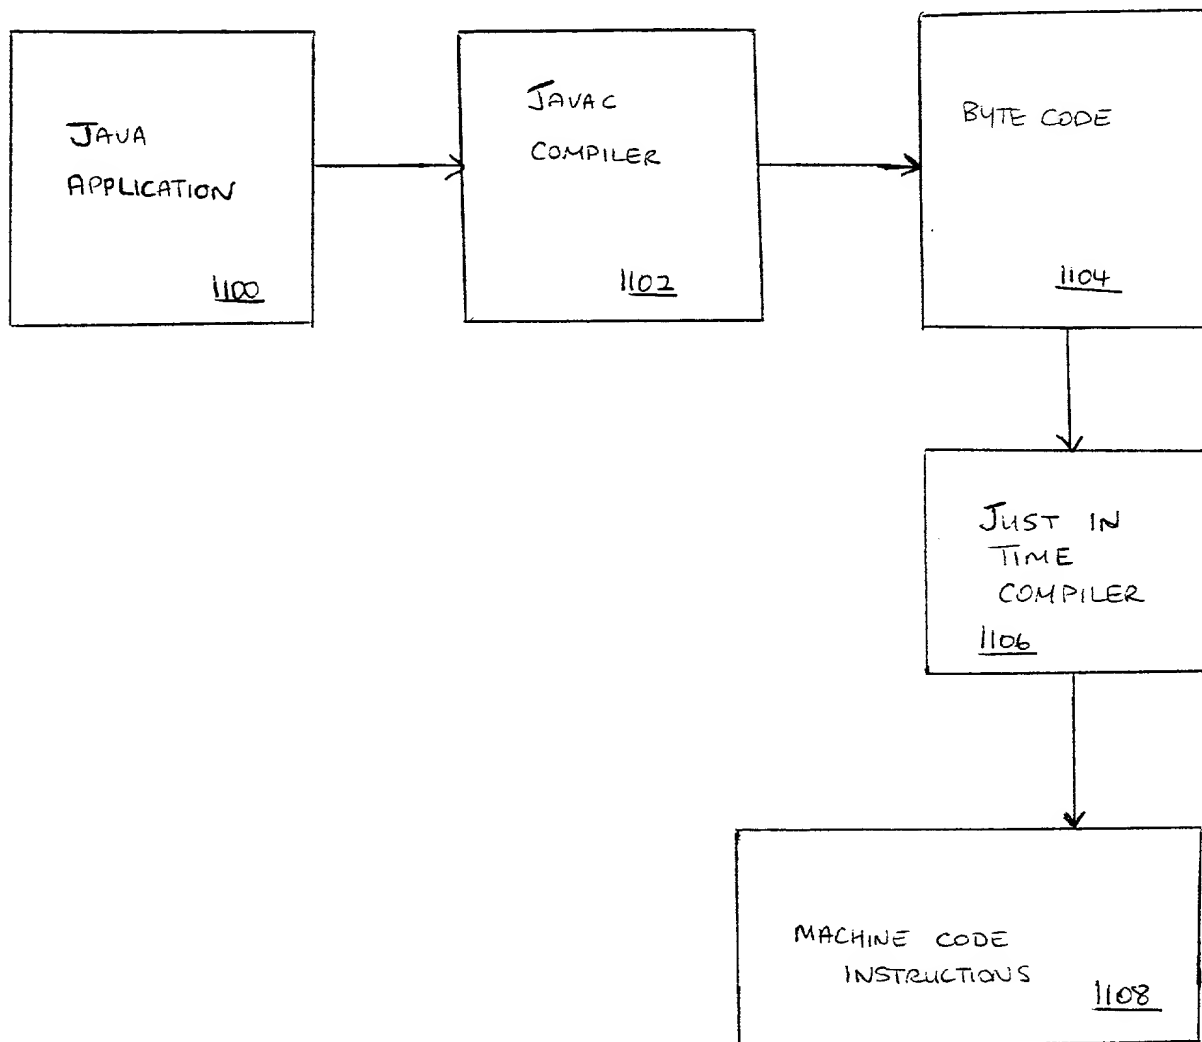 JAVA
APPLICATION
1100
JAVAC
COMPILER
1102
BYTE CODE
1104
JUST IN
TIME
COMPILER
1106
MACHINE CODE
INSTRUCTIONS
1108